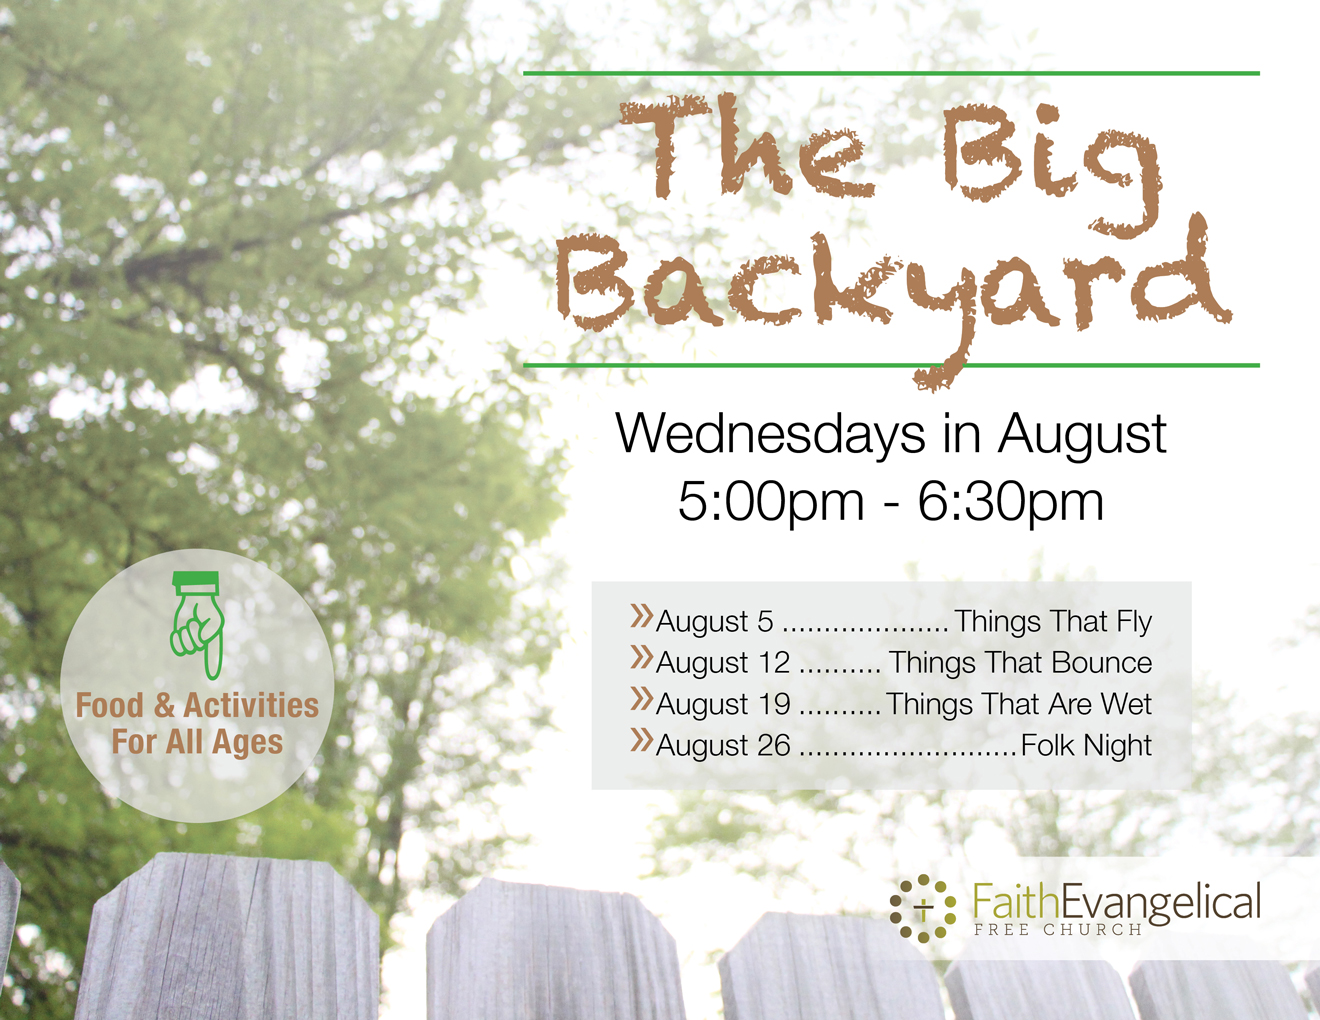 The Big
Backyard
Wednesdays in August
5:00pm - 6:30pm
»August 5 .................... Things That Fly
»August 12 .......... Things That Bounce
»August 19 .......... Things That Are Wet
»August 26 ..........................Folk Night
Food & Activities
For All Ages
FaithEvangelical
FREE CHURCH